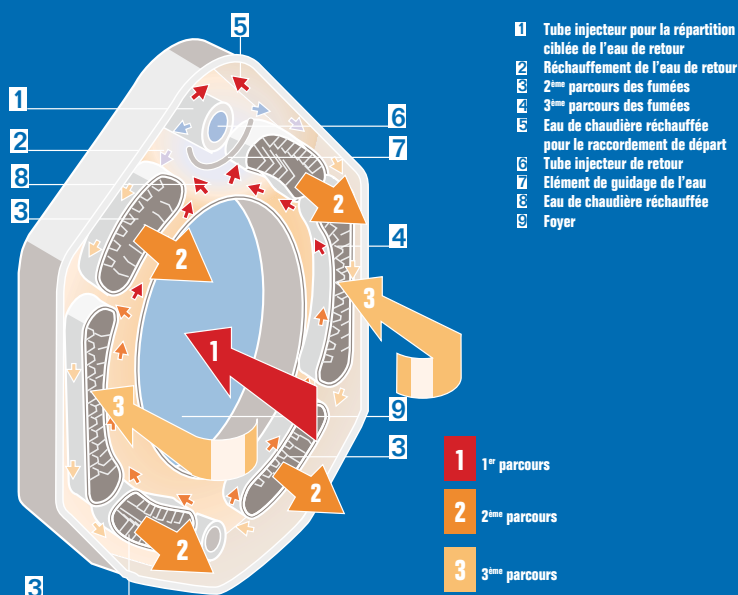 5
1
6
2
7
8
3
4
9
3
3
2
2
3
1
3
2
2
1 Tube injecteur pour la répartition
ciblée de l’eau de retour
2 Réchauffement de l’eau de retour
3 2ème parcours des fumées
4 3ème parcours des fumées
5 Eau de chaudière réchauffée
pour le raccordement de départ
6 Tube injecteur de retour
7 Elément de guidage de l’eau
8 Eau de chaudière réchauffée
9 Foyer
1 1er parcours
2 2ème parcours
3 3ème parcours